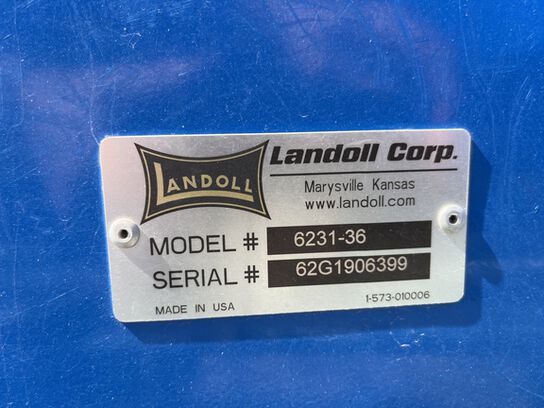 LANDOLL
Landoll Corp.
Marysville Kansas
www.landoll.com
MODEL # 6231-36
SERIAL # 62G1906399
MADE IN USA 1-573-010006